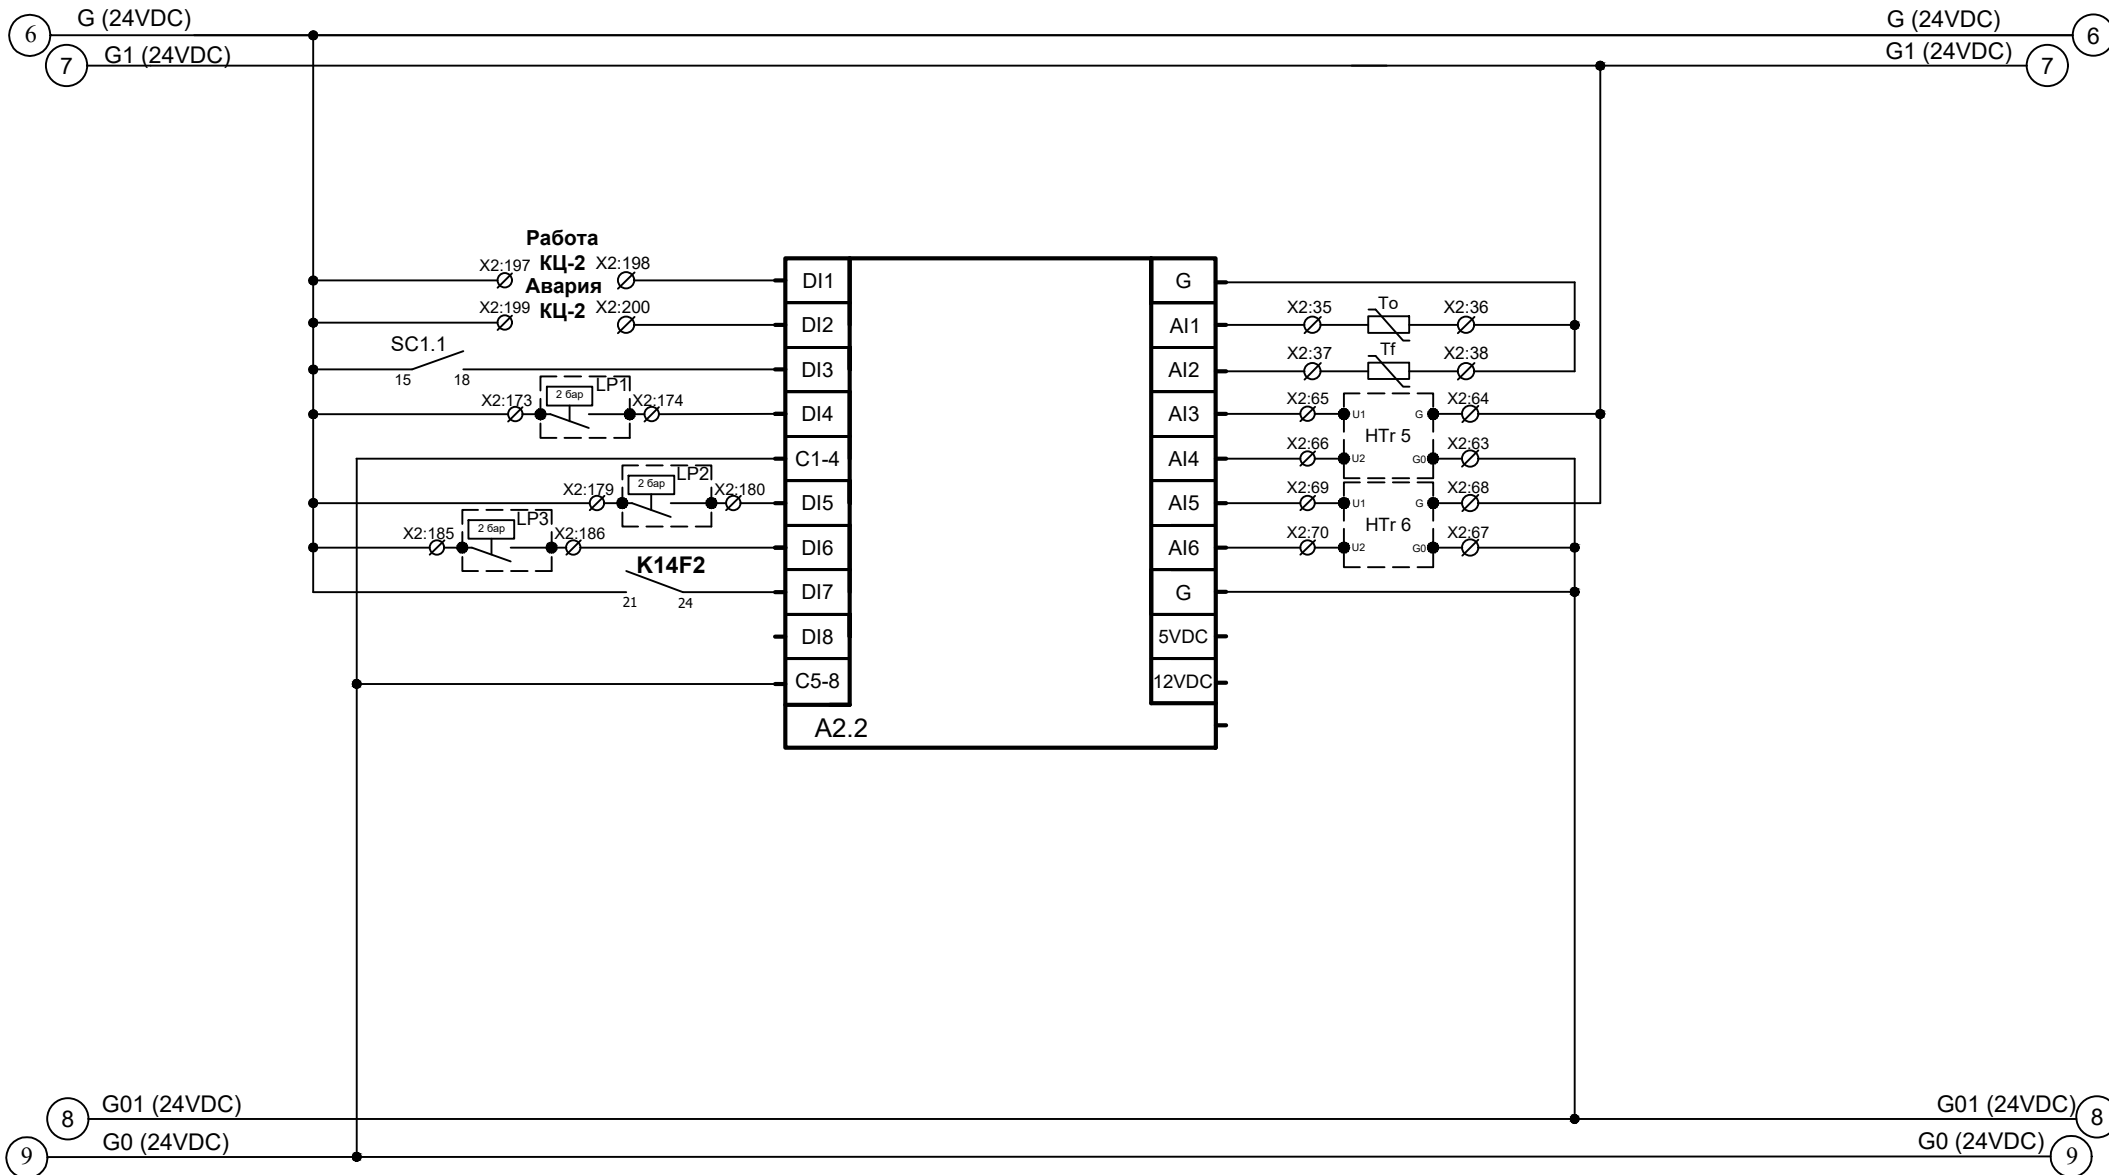 G (24VDC)
G (24VDC)
6
6
G1 (24VDC)
G1 (24VDC)
7
7
Работа
X2:197 КЦ-2 X2:198
DI1
G
Авария
X2:199 КЦ-2 X2:200
DI2
X2:35 To X2:36
AI1
SC1.1
15 18
DI3
X2:37 Tf X2:38
AI2
LP1
2 бар
X2:173 X2:174
DI4
AI3
X2:65 U1 G X2:64
HTr 5
C1-4
AI4
X2:66 U2 G0 X2:63
LP2
2 бар
X2:179 X2:180
DI5
AI5
X2:69 U1 G X2:68
HTr 6
LP3
2 бар
X2:185 X2:186
DI6
AI6
X2:70 U2 G0 X2:67
K14F2
21 24
DI7
G
DI8
5VDC
C5-8
12VDC
A2.2
G01 (24VDC)
G01 (24VDC)
8
8
G0 (24VDC)
G0 (24VDC)
9
9